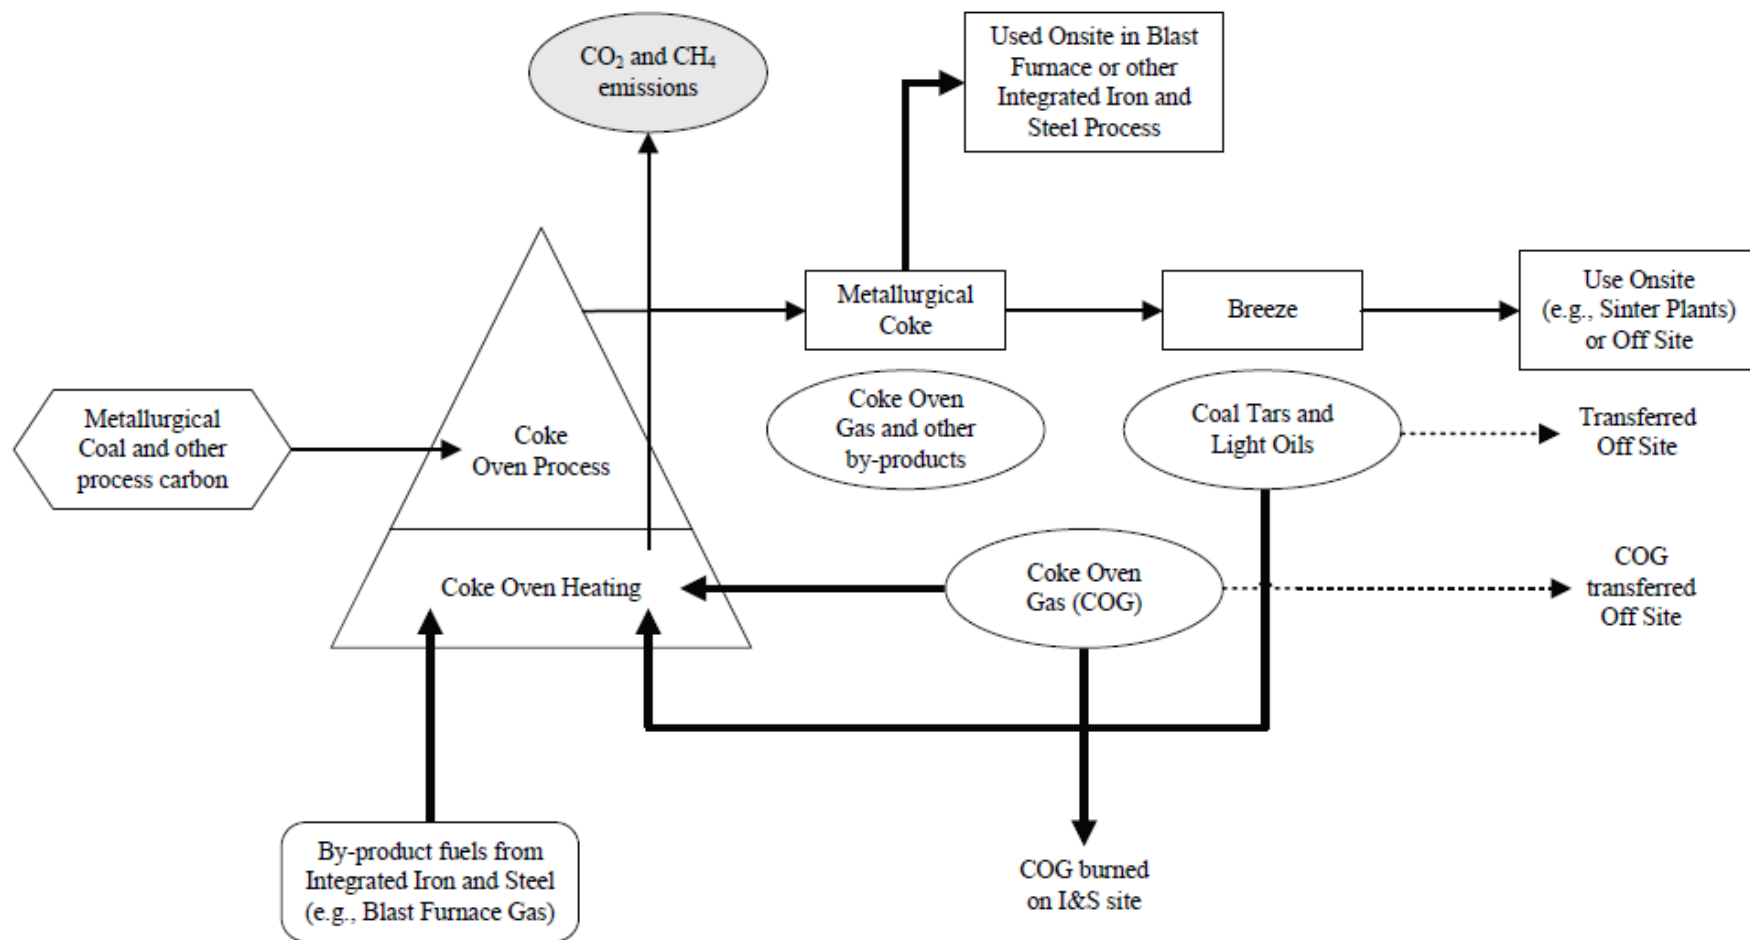 CO₂ and CH₄
emissions
Used Onsite in Blast
Furnace or other
Integrated Iron and
Steel Process
Metallurgical
Coke
Breeze
Use Onsite
(e.g., Sinter Plants)
or Off Site
Metallurgical
Coal and other
process carbon
Coke
Oven Process
Coke Oven
Gas and other
by-products
Coal Tars and
Light Oils
Transferred
Off Site
Coke Oven Heating
Coke Oven
Gas (COG)
COG
transferred
Off Site
By-product fuels from
Integrated Iron and Steel
(e.g., Blast Furnace Gas)
COG burned
on I&S site